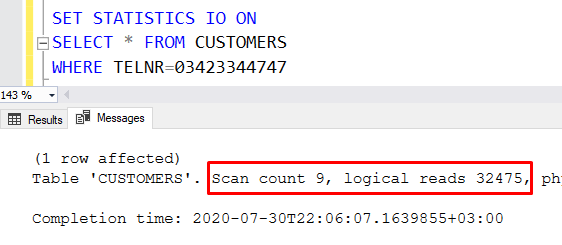 SET STATISTICS IO ON
SELECT * FROM CUSTOMERS
WHERE TELNR=03423344747
143 %
Results Messages
(1 row affected)
Table 'CUSTOMERS'. Scan count 9, logical reads 32475,
Completion time: 2020-07-30T22:06:07.1639855+03:00